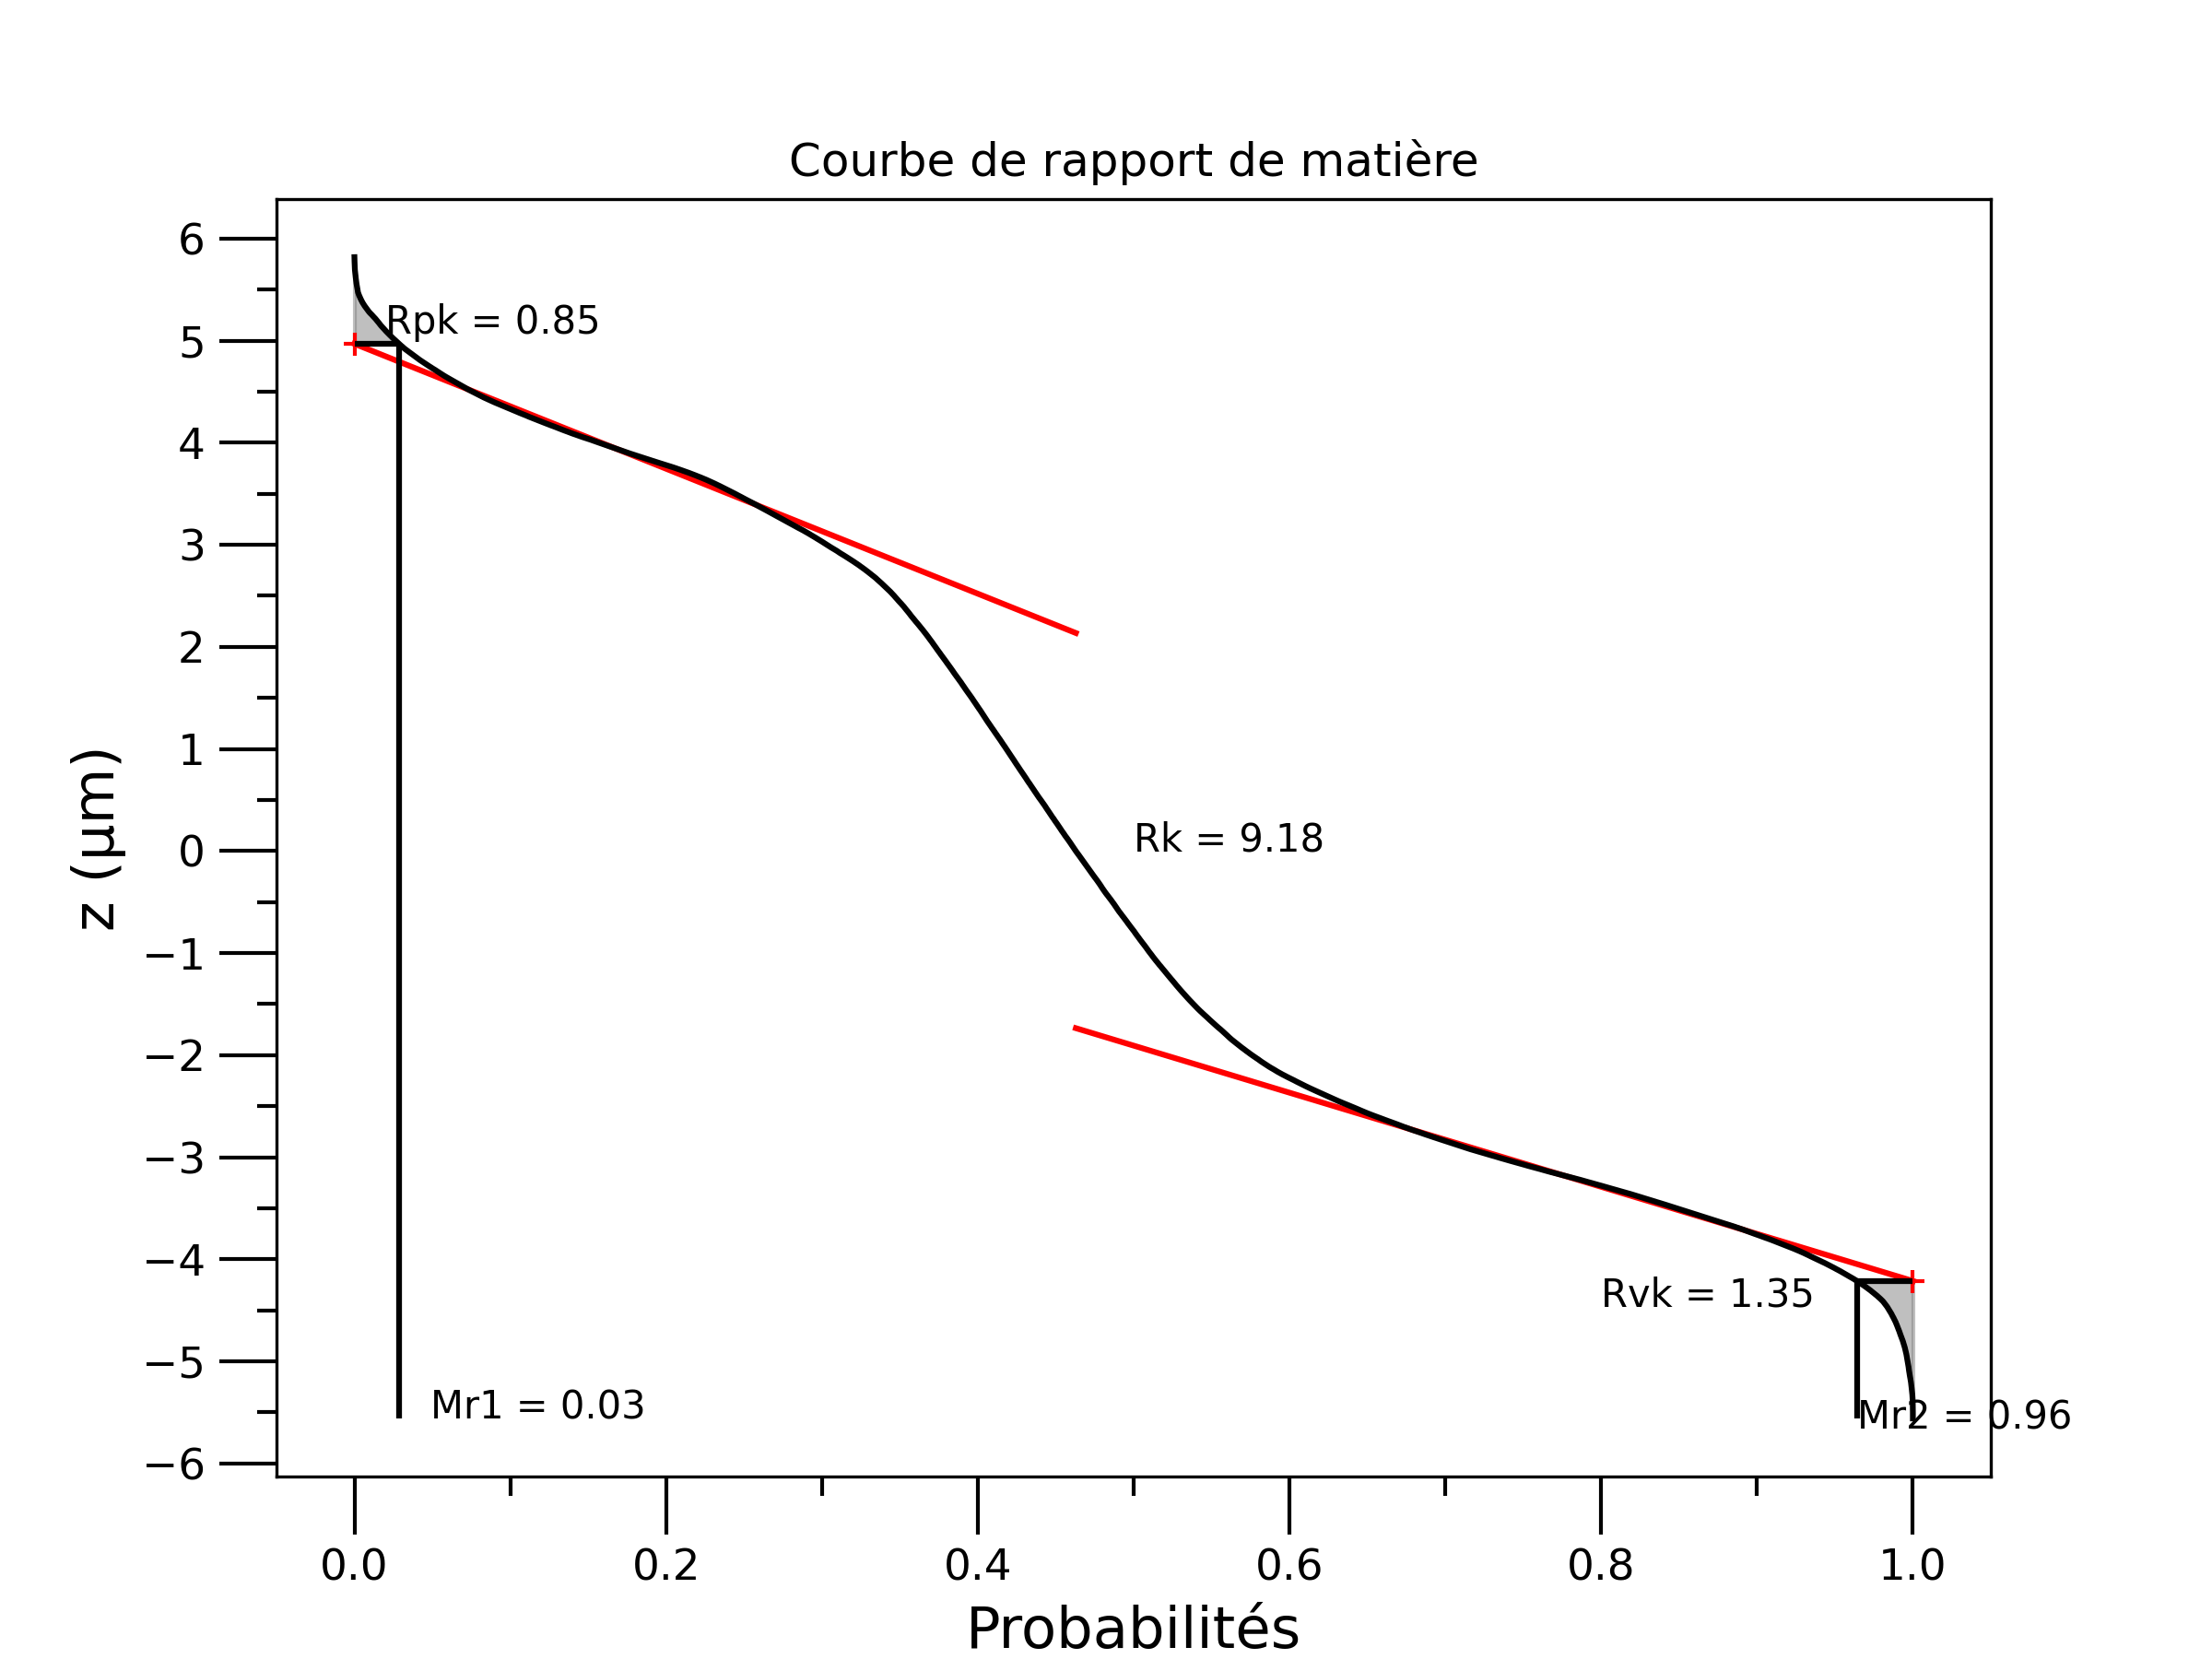 Courbe de rapport de matière
6
Rpk = 0.85
5
4
3
2
1
Rk = 9.18
0
−1
−2
−3
−4
Rvk = 1.35
−5
Mr1 = 0.03
Mr2 = 0.96
−6
z (µm)
0.0 0.2 0.4 0.6 0.8 1.0
Probabilités